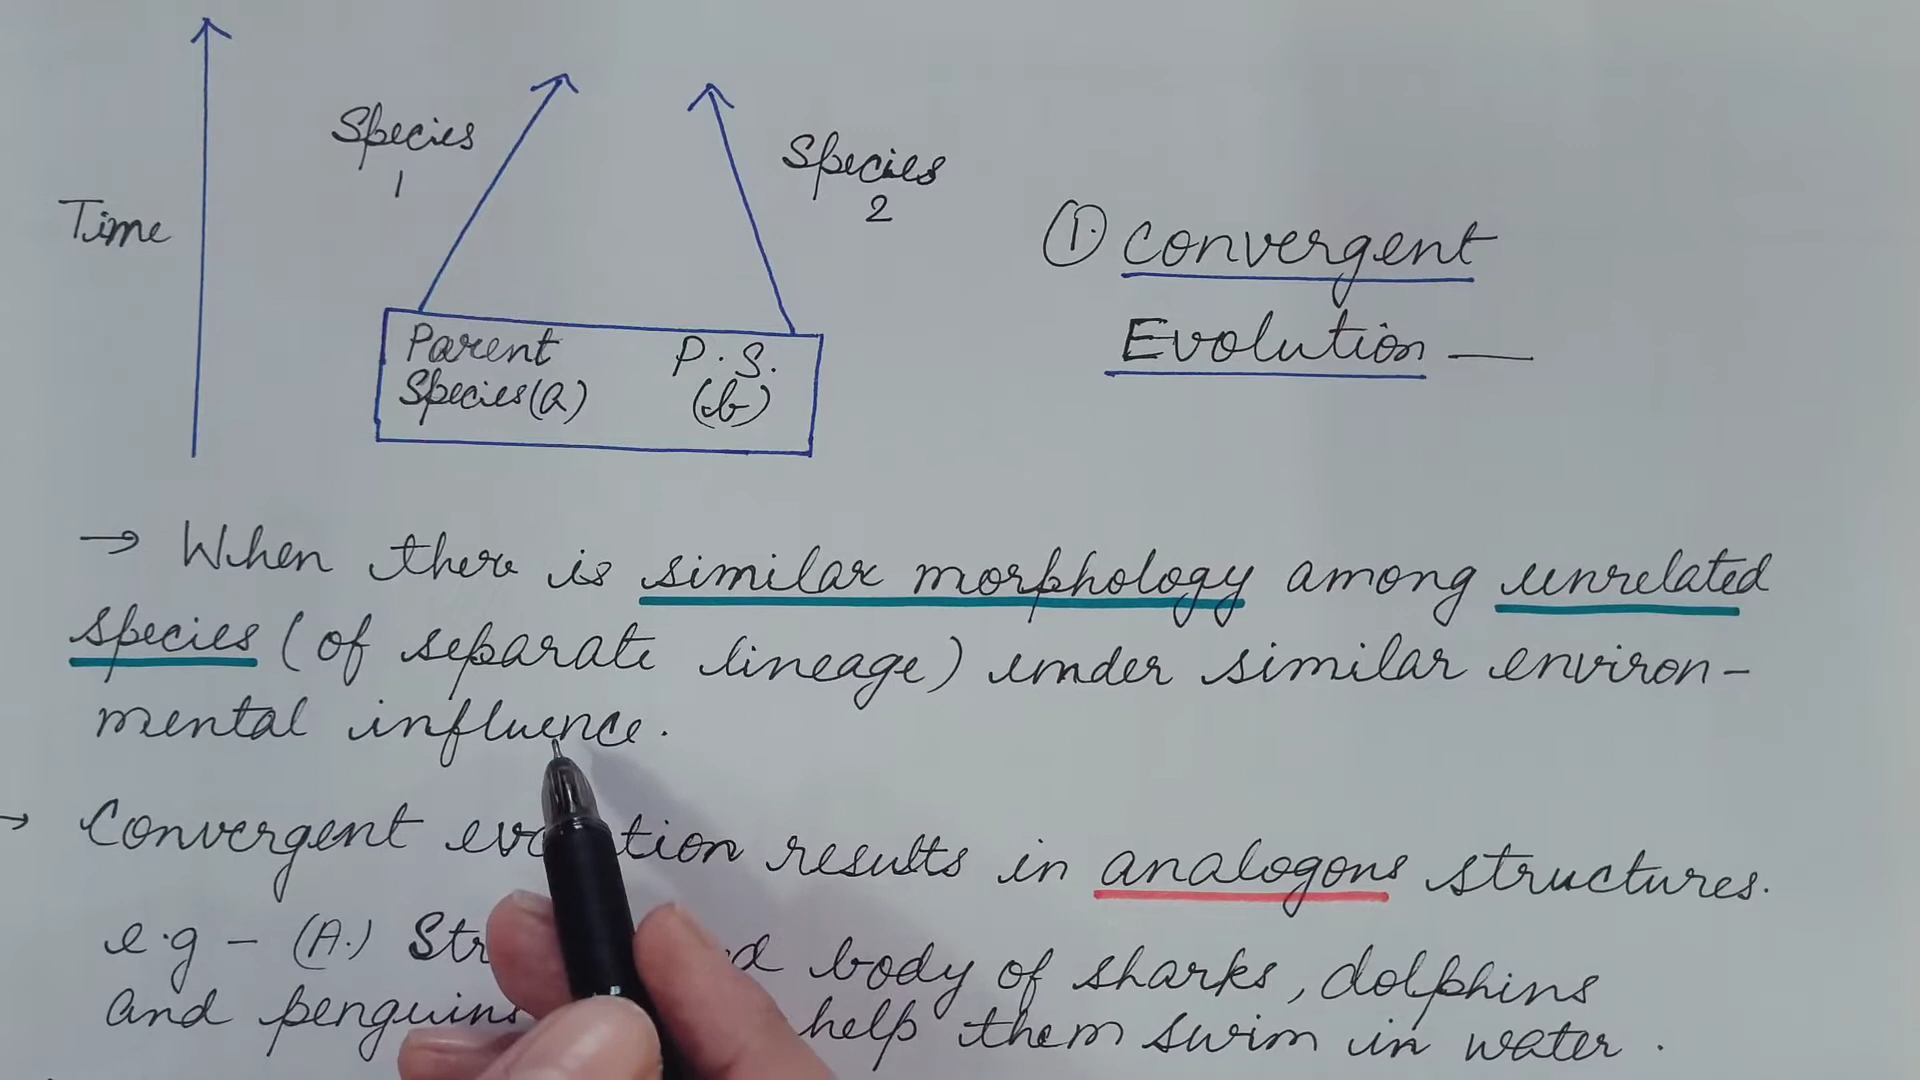 Species
1
Species
2
Time
① Convergent
Evolution —
Parent P. S.
Species (a) (b)
→ When there is similar morphology among unrelated
species (of separate lineage) under similar environ-
mental influence.
→ Convergent results in analogous structures.
e.g - (A.) body of sharks, dolphins
and penguins help them swim in water.